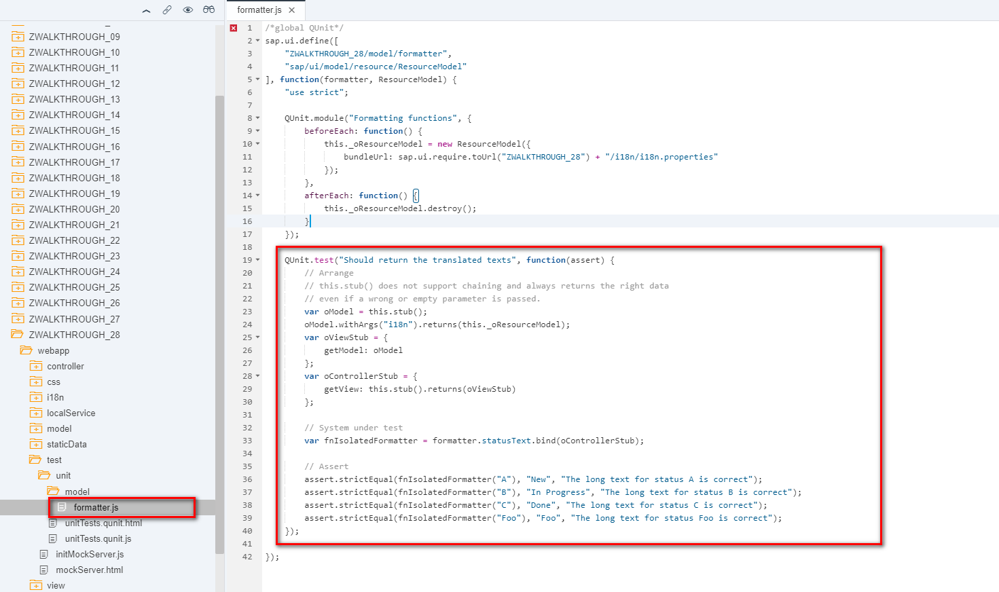 formatter.js ×
ZWALKTHROUGH_09
ZWALKTHROUGH_10
ZWALKTHROUGH_11
ZWALKTHROUGH_12
ZWALKTHROUGH_13
ZWALKTHROUGH_14
ZWALKTHROUGH_15
ZWALKTHROUGH_16
ZWALKTHROUGH_17
ZWALKTHROUGH_18
ZWALKTHROUGH_19
ZWALKTHROUGH_20
ZWALKTHROUGH_21
ZWALKTHROUGH_22
ZWALKTHROUGH_23
ZWALKTHROUGH_24
ZWALKTHROUGH_25
ZWALKTHROUGH_26
ZWALKTHROUGH_27
ZWALKTHROUGH_28
webapp
controller
css
i18n
localService
model
staticData
test
unit
model
formatter.js
unitTests.qunit.html
unitTests.qunit.js
initMockServer.js
mockServer.html
view
1 /*global QUnit*/
2 sap.ui.define([
3     "ZWALKTHROUGH_28/model/formatter",
4     "sap/ui/model/resource/ResourceModel"
5 ], function(formatter, ResourceModel) {
6     "use strict";
7
8     QUnit.module("Formatting functions", {
9         beforeEach: function() {
10             this._oResourceModel = new ResourceModel({
11                 bundleUrl: sap.ui.require.toUrl("ZWALKTHROUGH_28") + "/i18n/i18n.properties"
12             });
13         },
14         afterEach: function() {
15             this._oResourceModel.destroy();
16         }
17     });
18
19     QUnit.test("Should return the translated texts", function(assert) {
20         // Arrange
21         // this.stub() does not support chaining and always returns the right data
22         // even if a wrong or empty parameter is passed.
23         var oModel = this.stub();
24         oModel.withArgs("i18n").returns(this._oResourceModel);
25         var oViewStub = {
26             getModel: oModel
27         };
28         var oControllerStub = {
29             getView: this.stub().returns(oViewStub)
30         };
31
32         // System under test
33         var fnIsolatedFormatter = formatter.statusText.bind(oControllerStub);
34
35         // Assert
36         assert.strictEqual(fnIsolatedFormatter("A"), "New", "The long text for status A is correct");
37         assert.strictEqual(fnIsolatedFormatter("B"), "In Progress", "The long text for status B is correct");
38         assert.strictEqual(fnIsolatedFormatter("C"), "Done", "The long text for status C is correct");
39         assert.strictEqual(fnIsolatedFormatter("Foo"), "Foo", "The long text for status Foo is correct");
40     });
41
42 });